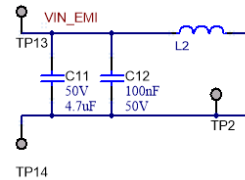 VIN_EMI
TP13
L2
C11
50V
4.7uF
C12
100nF
50V
TP2
TP14